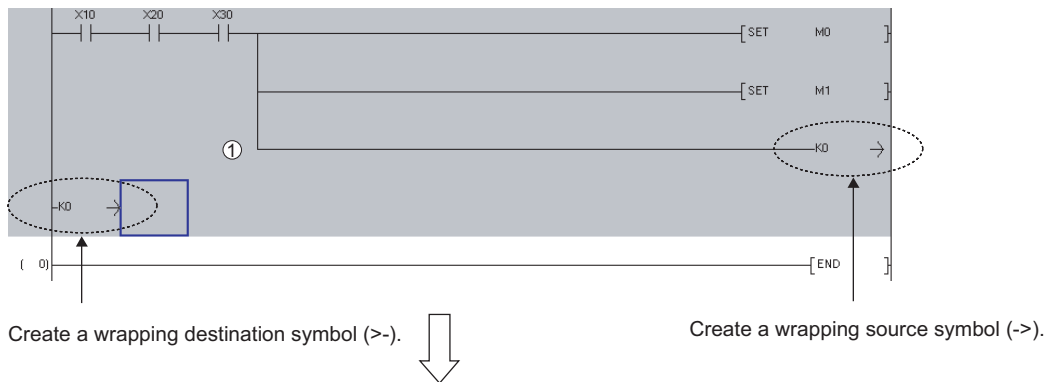 X10 X20 X30
[SET M0 ]
[SET M1 ]
① K0
K0
( 0) [END ]
Create a wrapping destination symbol (>-).
Create a wrapping source symbol (->).